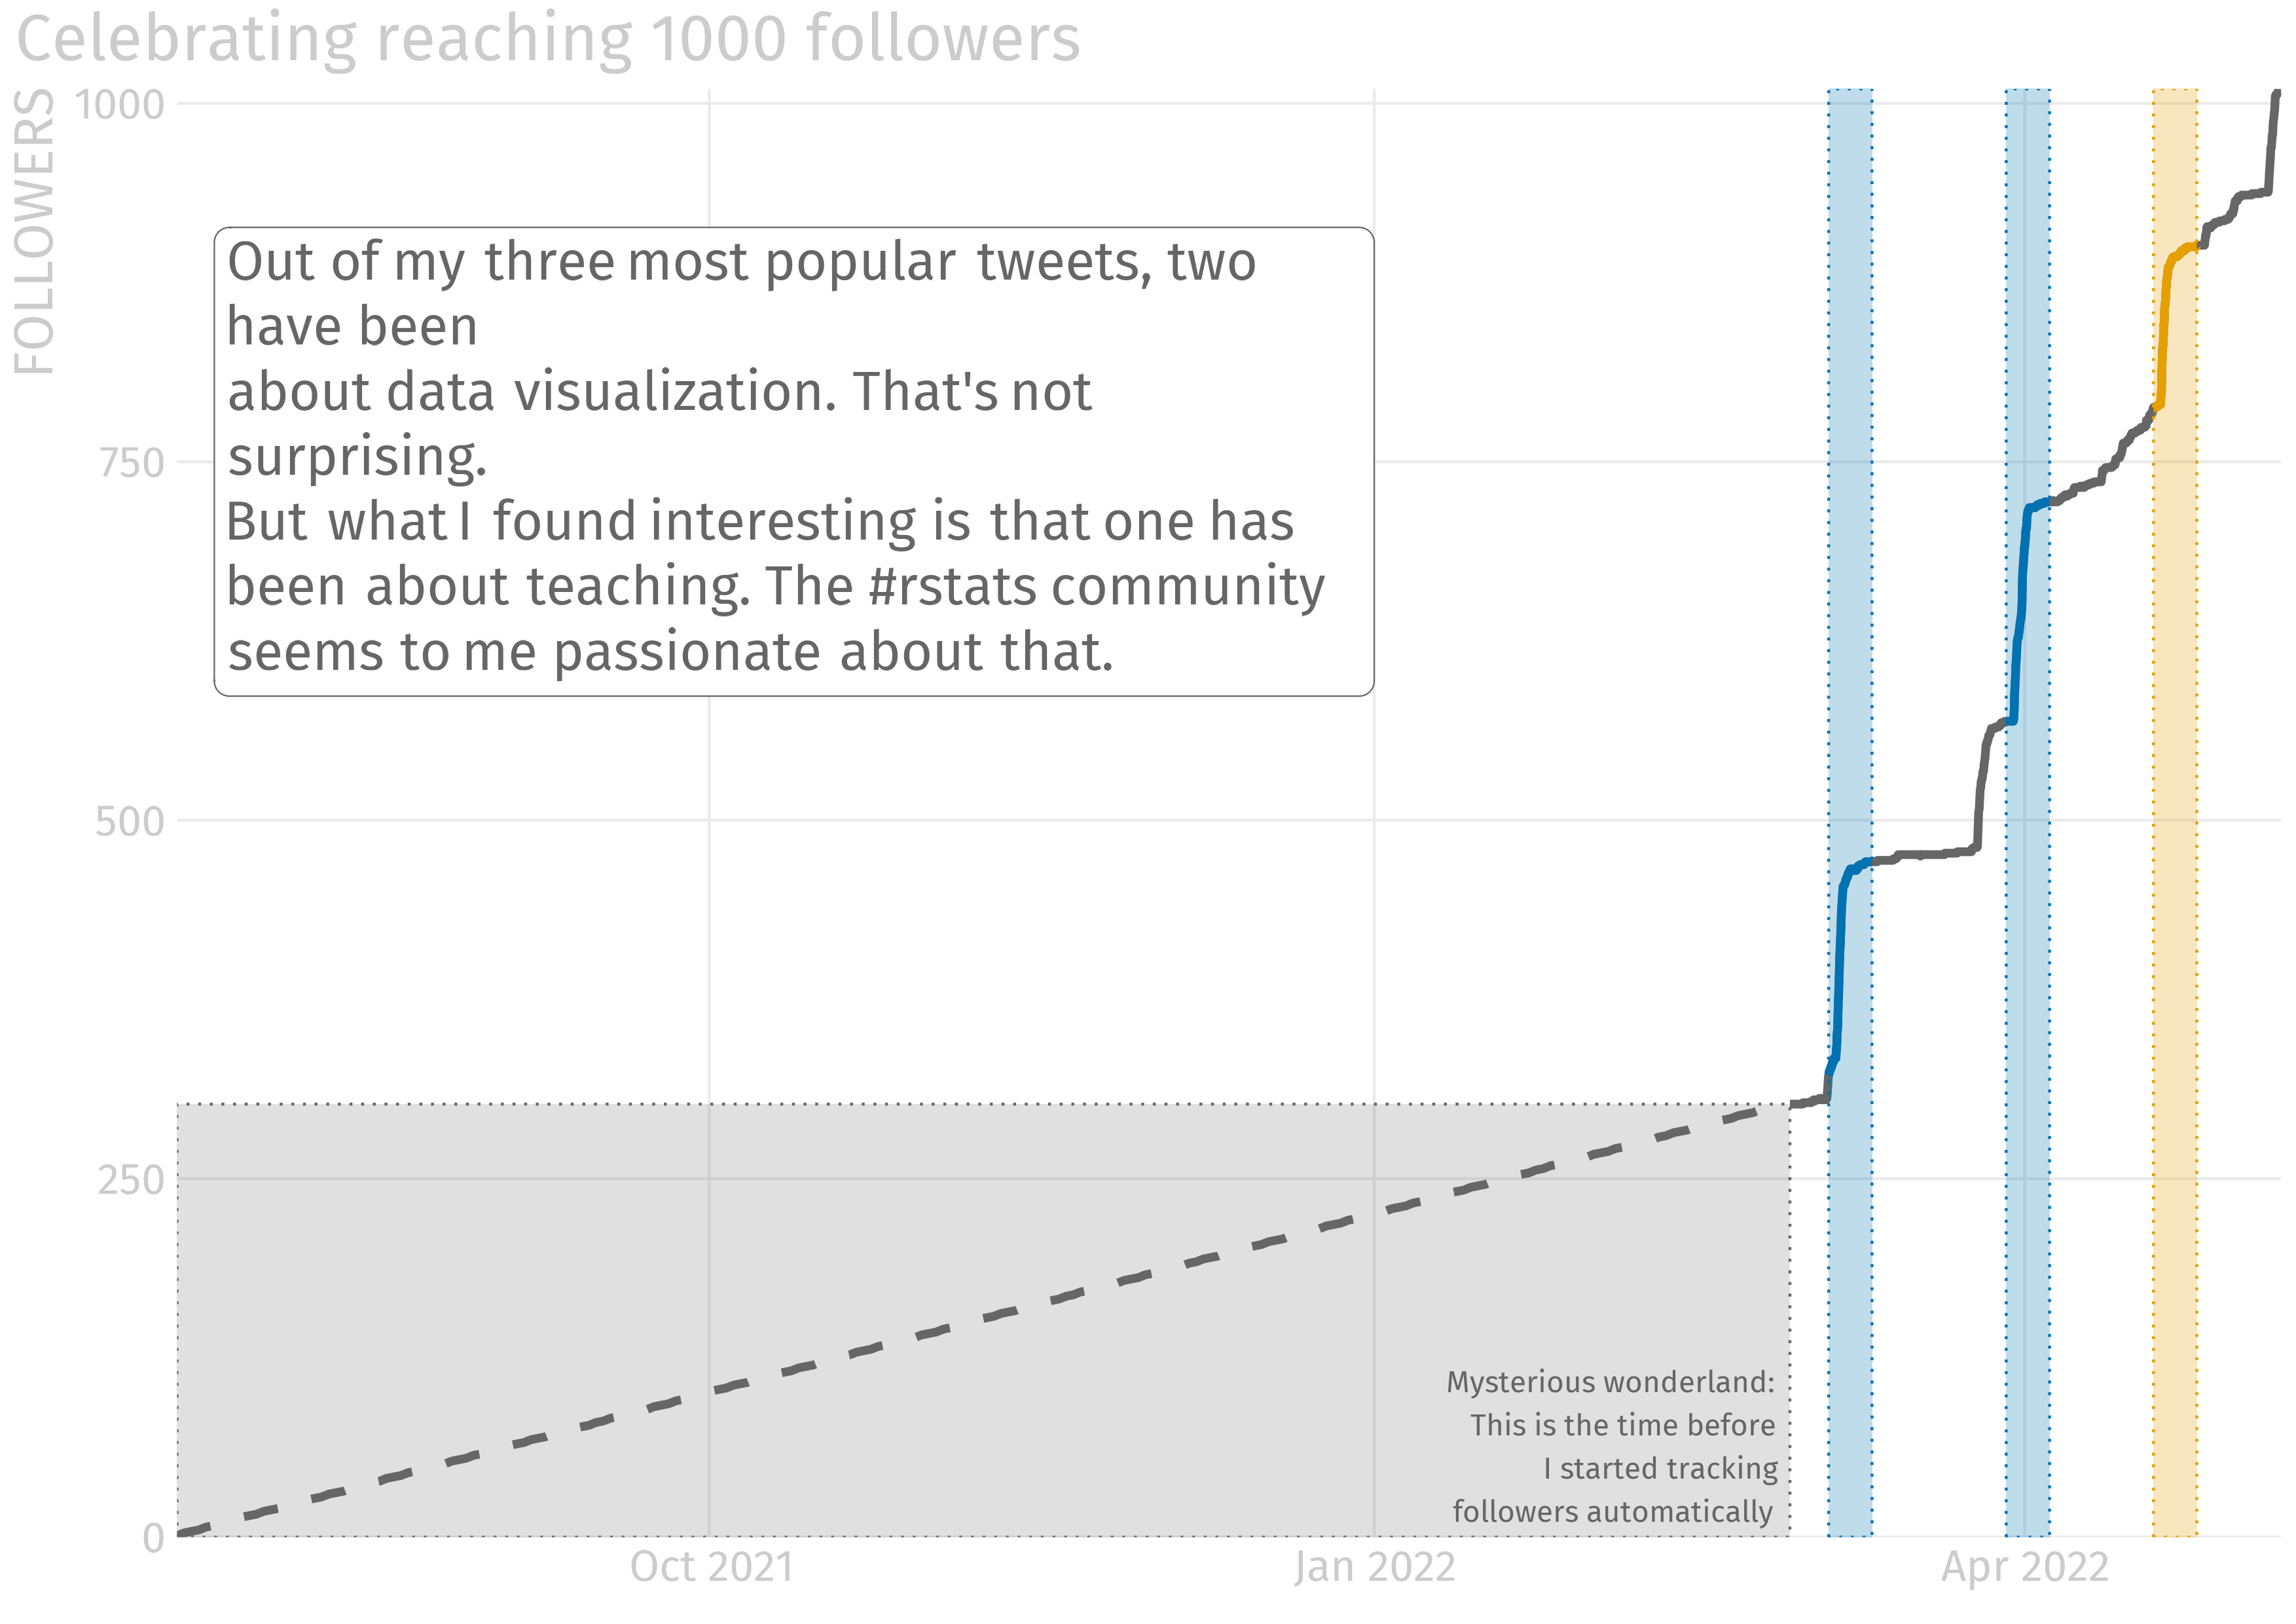 Celebrating reaching 1000 followers
FOLLOWERS
1000
750
500
250
0
Out of my three most popular tweets, two
have been
about data visualization. That's not
surprising.
But what I found interesting is that one has
been about teaching. The #rstats community
seems to me passionate about that.
Mysterious wonderland:
This is the time before
I started tracking
followers automatically
Oct 2021
Jan 2022
Apr 2022